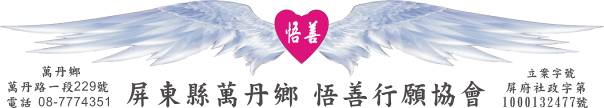 悟善
萬丹鄉
萬丹路一段229號
電話 08-7774351
屏東縣萬丹鄉 悟善行願協會
立案字號
屏府社政字第
1000132477號